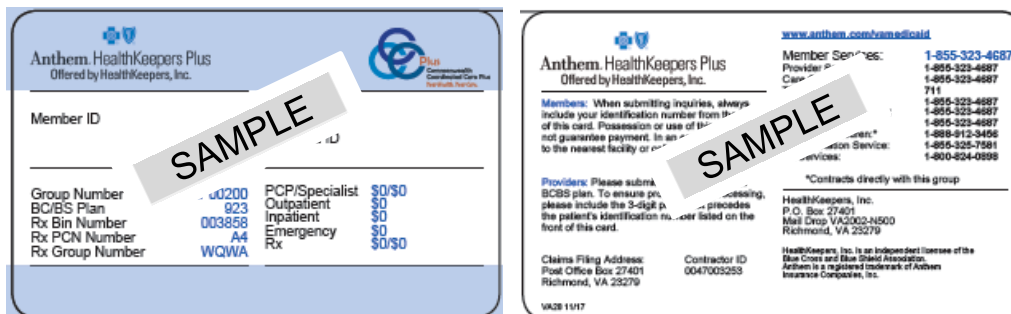 Anthem. HealthKeepers Plus
Offered by HealthKeepers, Inc.
Plus
Commonwealth
Coordinated Care Plus
Your Health. Your Care.
Member ID
SAMPLE
ID
Group Number 00200
BC/BS Plan 923
Rx Bin Number 003858
Rx PCN Number A4
Rx Group Number WQWA
PCP/Specialist $0/$0
Outpatient $0
Inpatient $0
Emergency $0
Rx $0/$0
Anthem. HealthKeepers Plus
Offered by HealthKeepers, Inc.
Members: When submitting inquiries, always
include your identification number from the
of this card. Possession or use of this
not guarantee payment. In an
to the nearest facility or
Providers: Please submit
BCBS plan. To ensure processing,
please include the 3-digit precedes
the patient's identification number listed on the
front of this card.
Claims Filing Address:
Post Office Box 27401
Richmond, VA 23279
Contractor ID
0047003253
VA20 11/17
SAMPLE
www.anthem.com/vamedicaid
Member Services: 1-855-323-4687
Provider 1-855-323-4687
1-855-323-4687
711
1-855-323-4687
1-855-323-4687
1-855-323-4687
1-888-912-3456
Service: 1-855-325-7581
1-800-824-0898
*Contracts directly with this group
HealthKeepers, Inc.
P.O. Box 27401
Mail Drop VA2002-N500
Richmond, VA 23279
HealthKeepers, Inc. is an independent licensee of the
Blue Cross and Blue Shield Association.
Anthem is a registered trademark of Anthem
Insurance Companies, Inc.